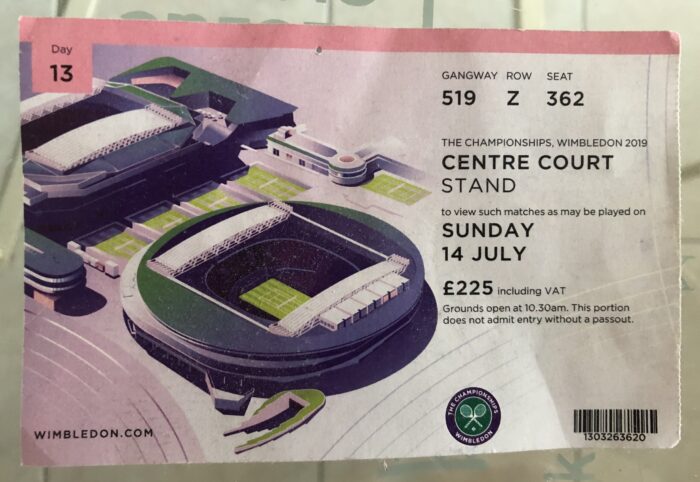 Day
13
GANGWAY ROW SEAT
519 Z 362
THE CHAMPIONSHIPS, WIMBLEDON 2019
CENTRE COURT
STAND
to view such matches as may be played on
SUNDAY
14 JULY
£225 including VAT
Grounds open at 10.30am. This portion
does not admit entry without a passout.
THE CHAMPIONSHIPS
WIMBLEDON
WIMBLEDON.COM
1303263620